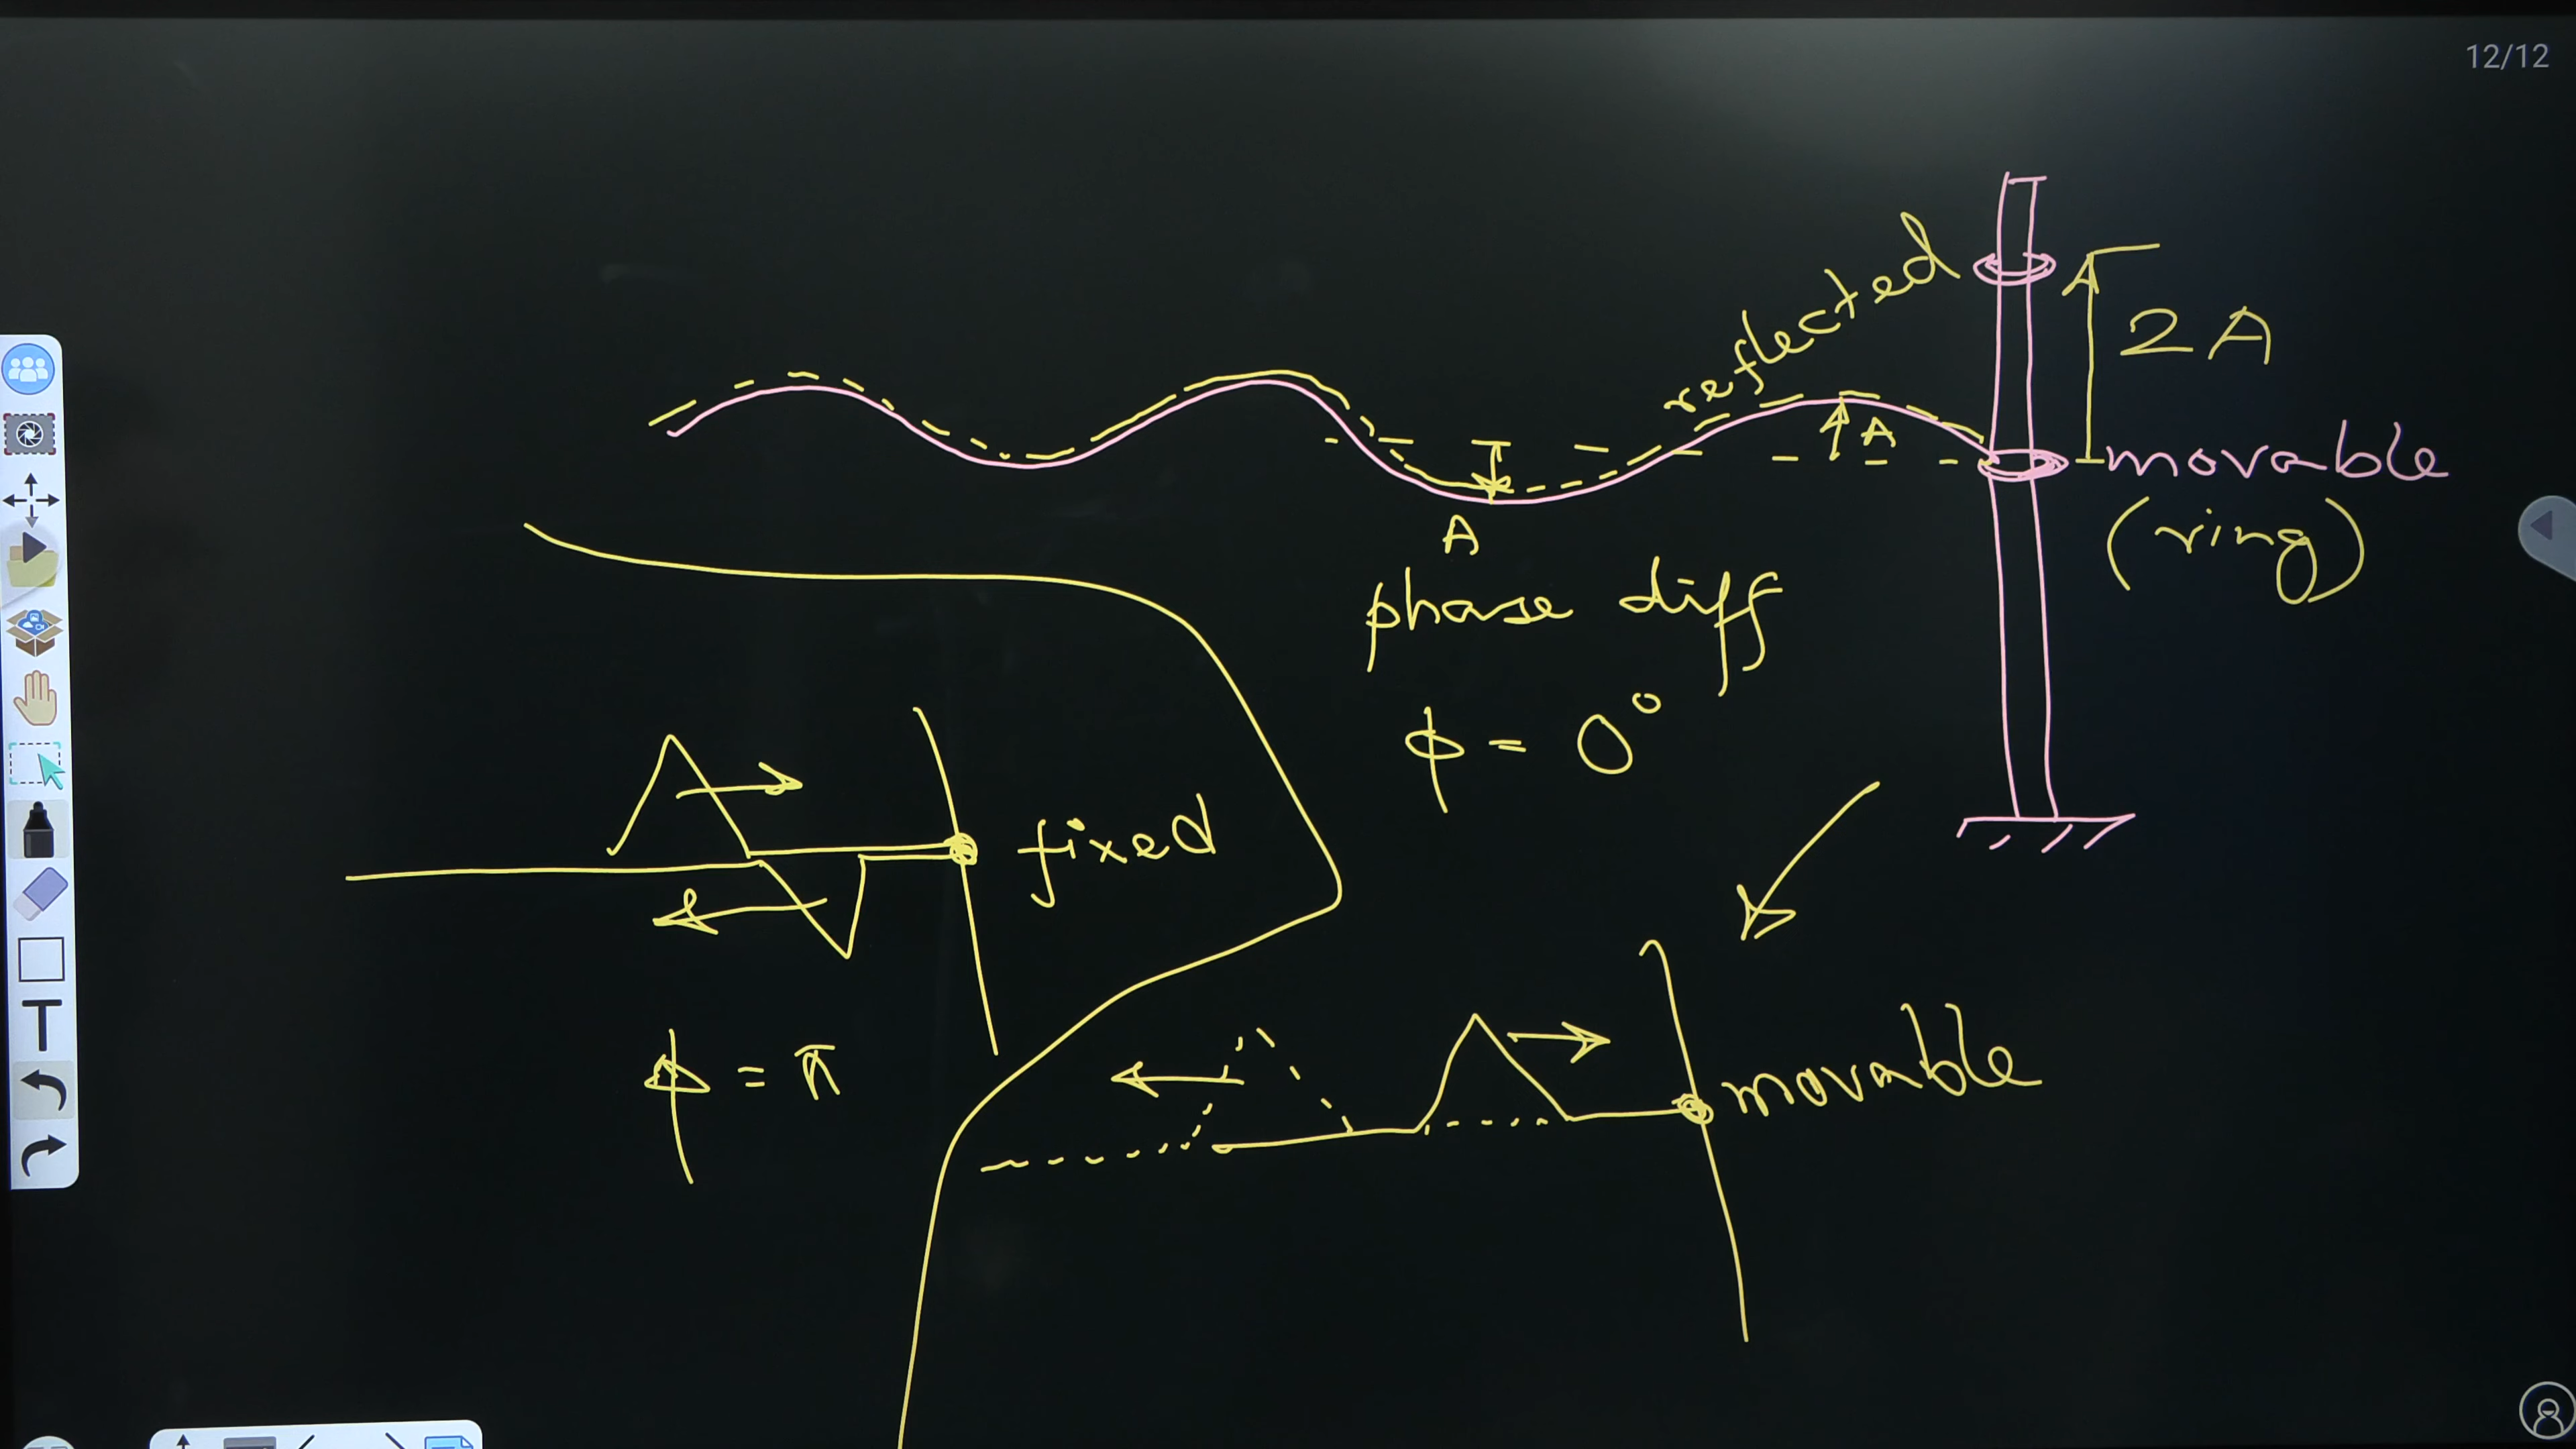 12/12
reflected
2A
A
movable
(ring)
A
phase diff
ϕ = 0°
fixed
ϕ = π
movable
T